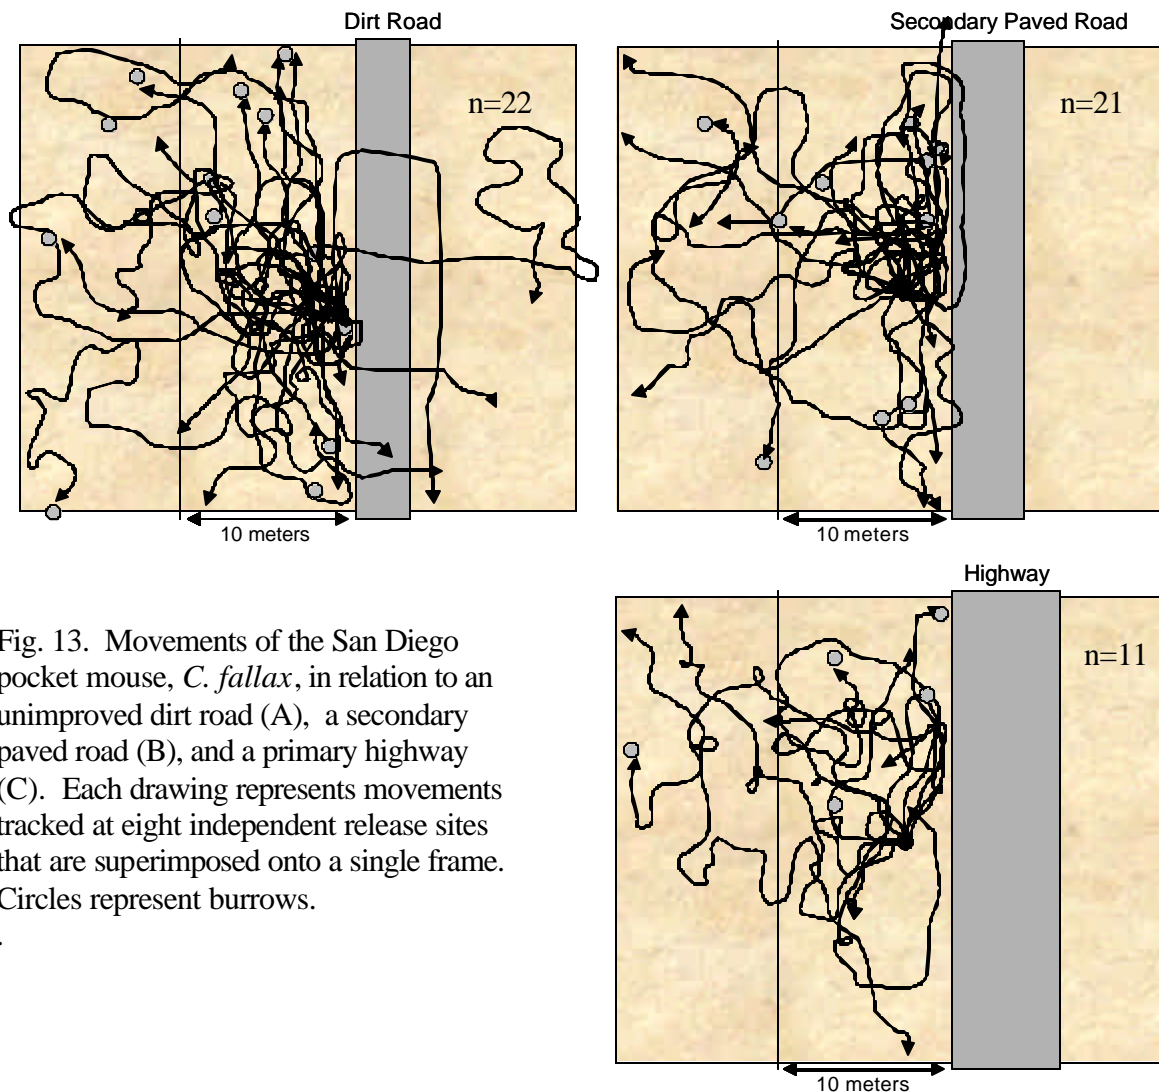 Dirt Road
n=22
10 meters
Secondary Paved Road
n=21
10 meters
Highway
n=11
10 meters
Fig. 13. Movements of the San Diego
pocket mouse, C. fallax, in relation to an
unimproved dirt road (A), a secondary
paved road (B), and a primary highway
(C). Each drawing represents movements
tracked at eight independent release sites
that are superimposed onto a single frame.
Circles represent burrows.
.